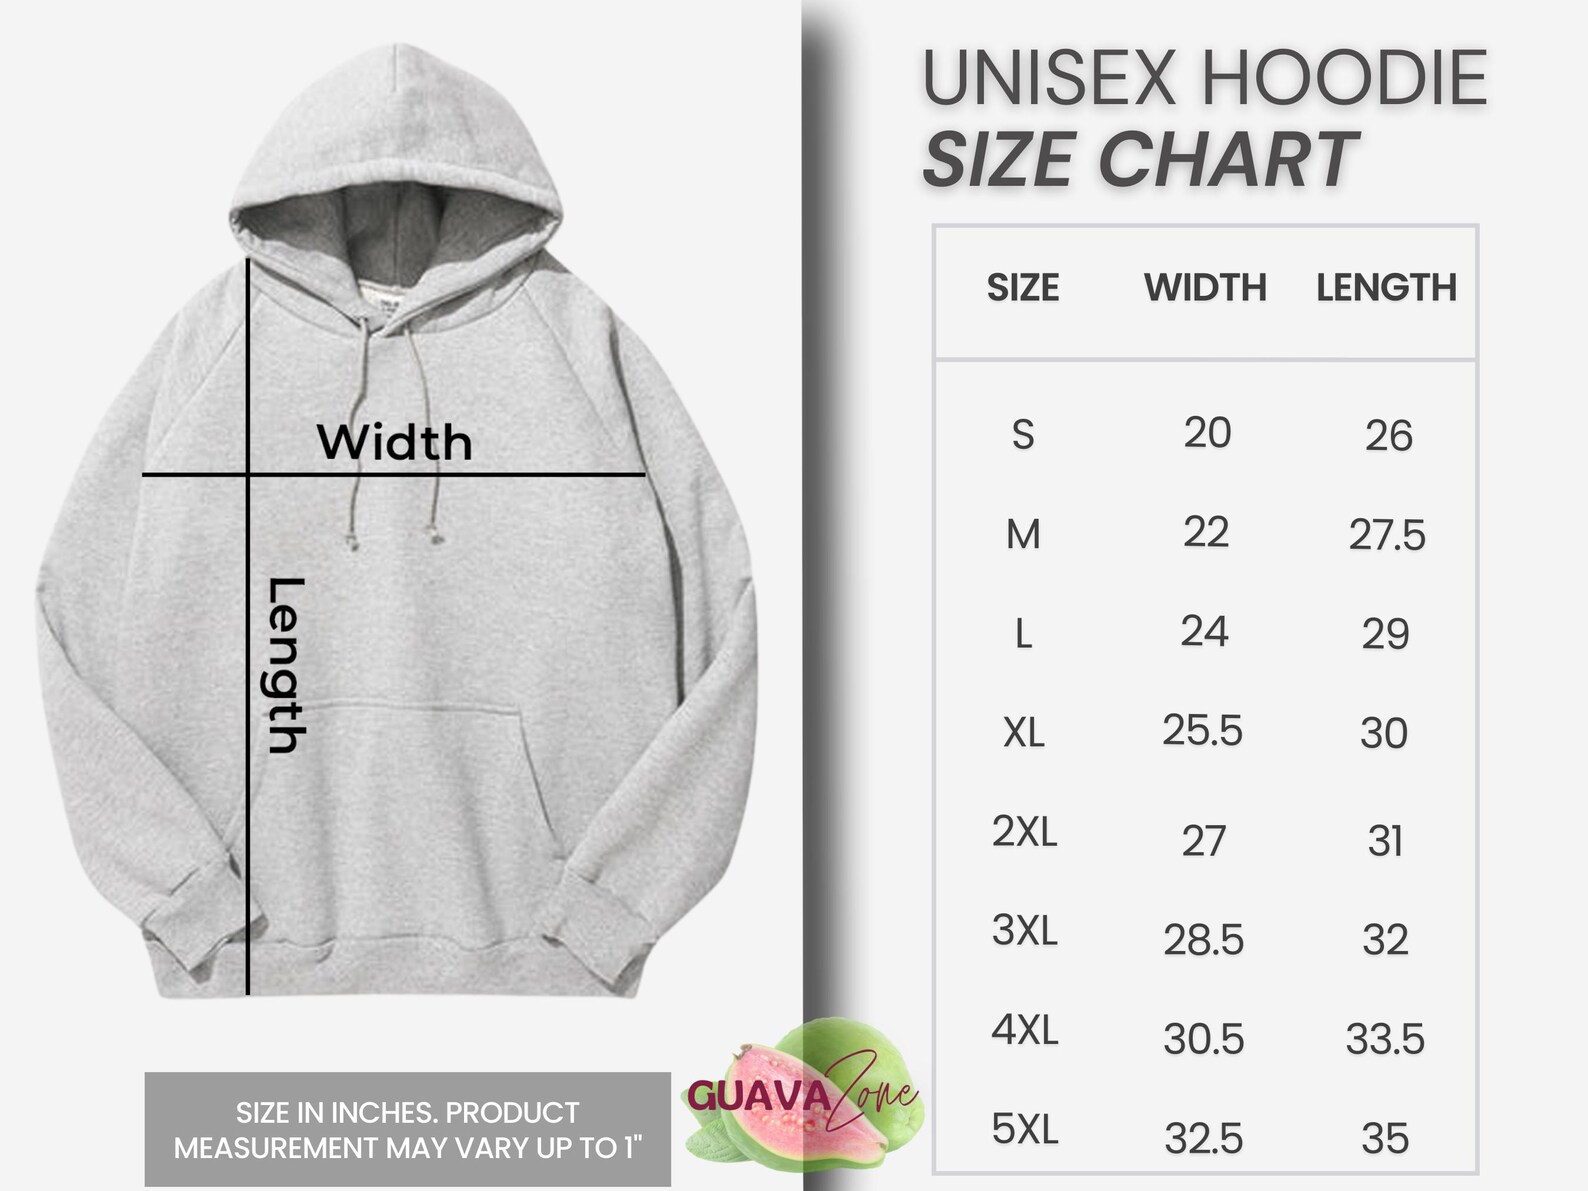 UNISEX HOODIE
SIZE CHART
SIZE WIDTH LENGTH
S 20 26
M 22 27.5
L 24 29
XL 25.5 30
2XL 27 31
3XL 28.5 32
4XL 30.5 33.5
5XL 32.5 35
Width
Length
SIZE IN INCHES. PRODUCT
MEASUREMENT MAY VARY UP TO 1"
GUAVA Zone